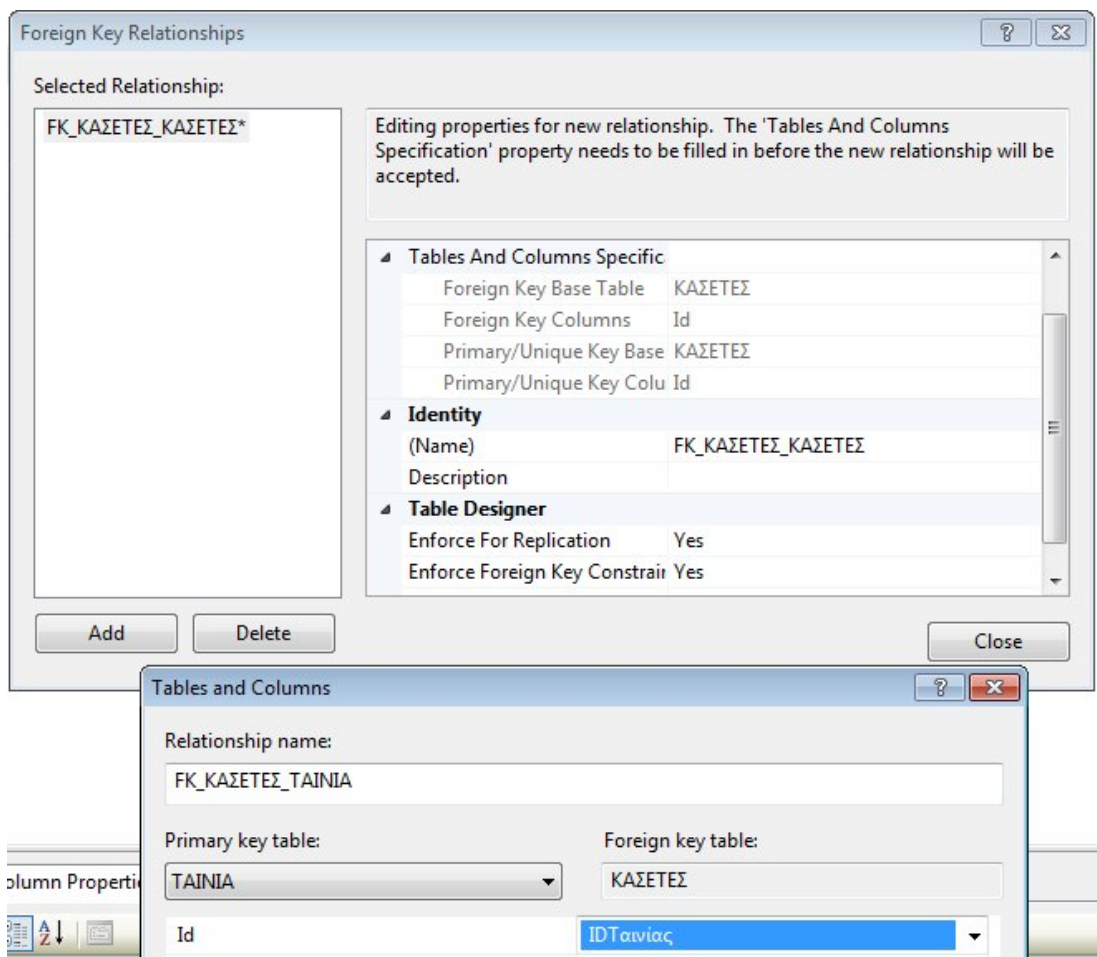 Foreign Key Relationships
Selected Relationship:
FK_ΚΑΣΕΤΕΣ_ΚΑΣΕΤΕΣ*
Editing properties for new relationship. The 'Tables And Columns
Specification' property needs to be filled in before the new relationship will be
accepted.
Tables And Columns Specific
Foreign Key Base Table ΚΑΣΕΤΕΣ
Foreign Key Columns Id
Primary/Unique Key Base ΚΑΣΕΤΕΣ
Primary/Unique Key Colu Id
Identity
(Name) FK_ΚΑΣΕΤΕΣ_ΚΑΣΕΤΕΣ
Description
Table Designer
Enforce For Replication Yes
Enforce Foreign Key Constrair Yes
Add Delete
Close
Tables and Columns
Relationship name:
FK_ΚΑΣΕΤΕΣ_ΤΑΙΝΙΑ
Primary key table: Foreign key table:
olumn Properti ΤΑΙΝΙΑ ΚΑΣΕΤΕΣ
Id IDΤαινίας